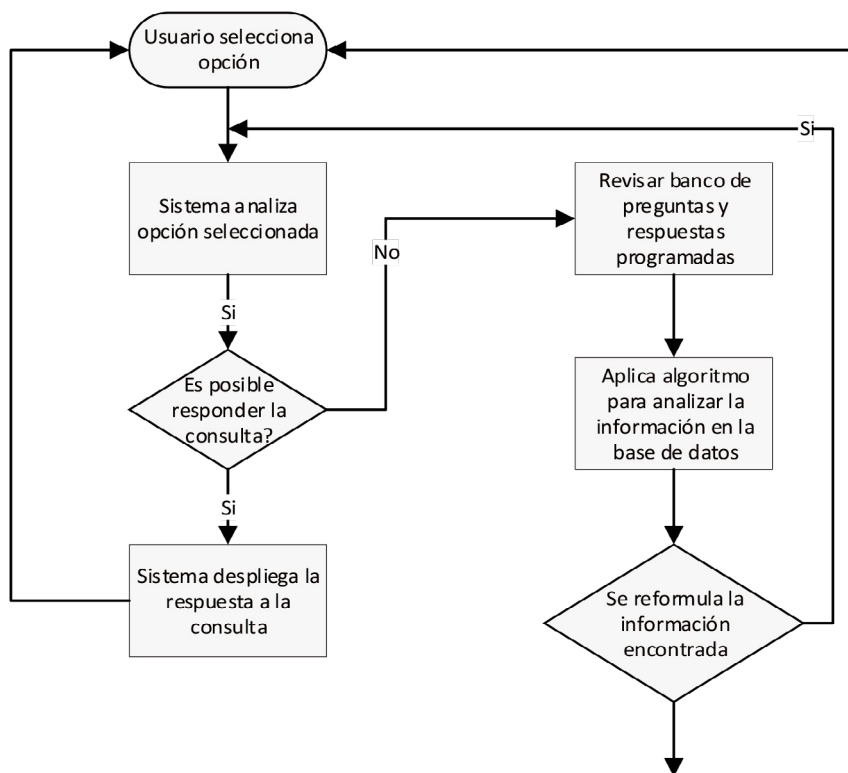 Usuario selecciona
opción
Si
Sistema analiza
opción seleccionada
Revisar banco de
preguntas y
respuestas
programadas
No
Si
Es posible
responder la
consulta?
Aplica algoritmo
para analizar la
información en la
base de datos
Si
Sistema despliega la
respuesta a la
consulta
Se reformula la
información
encontrada